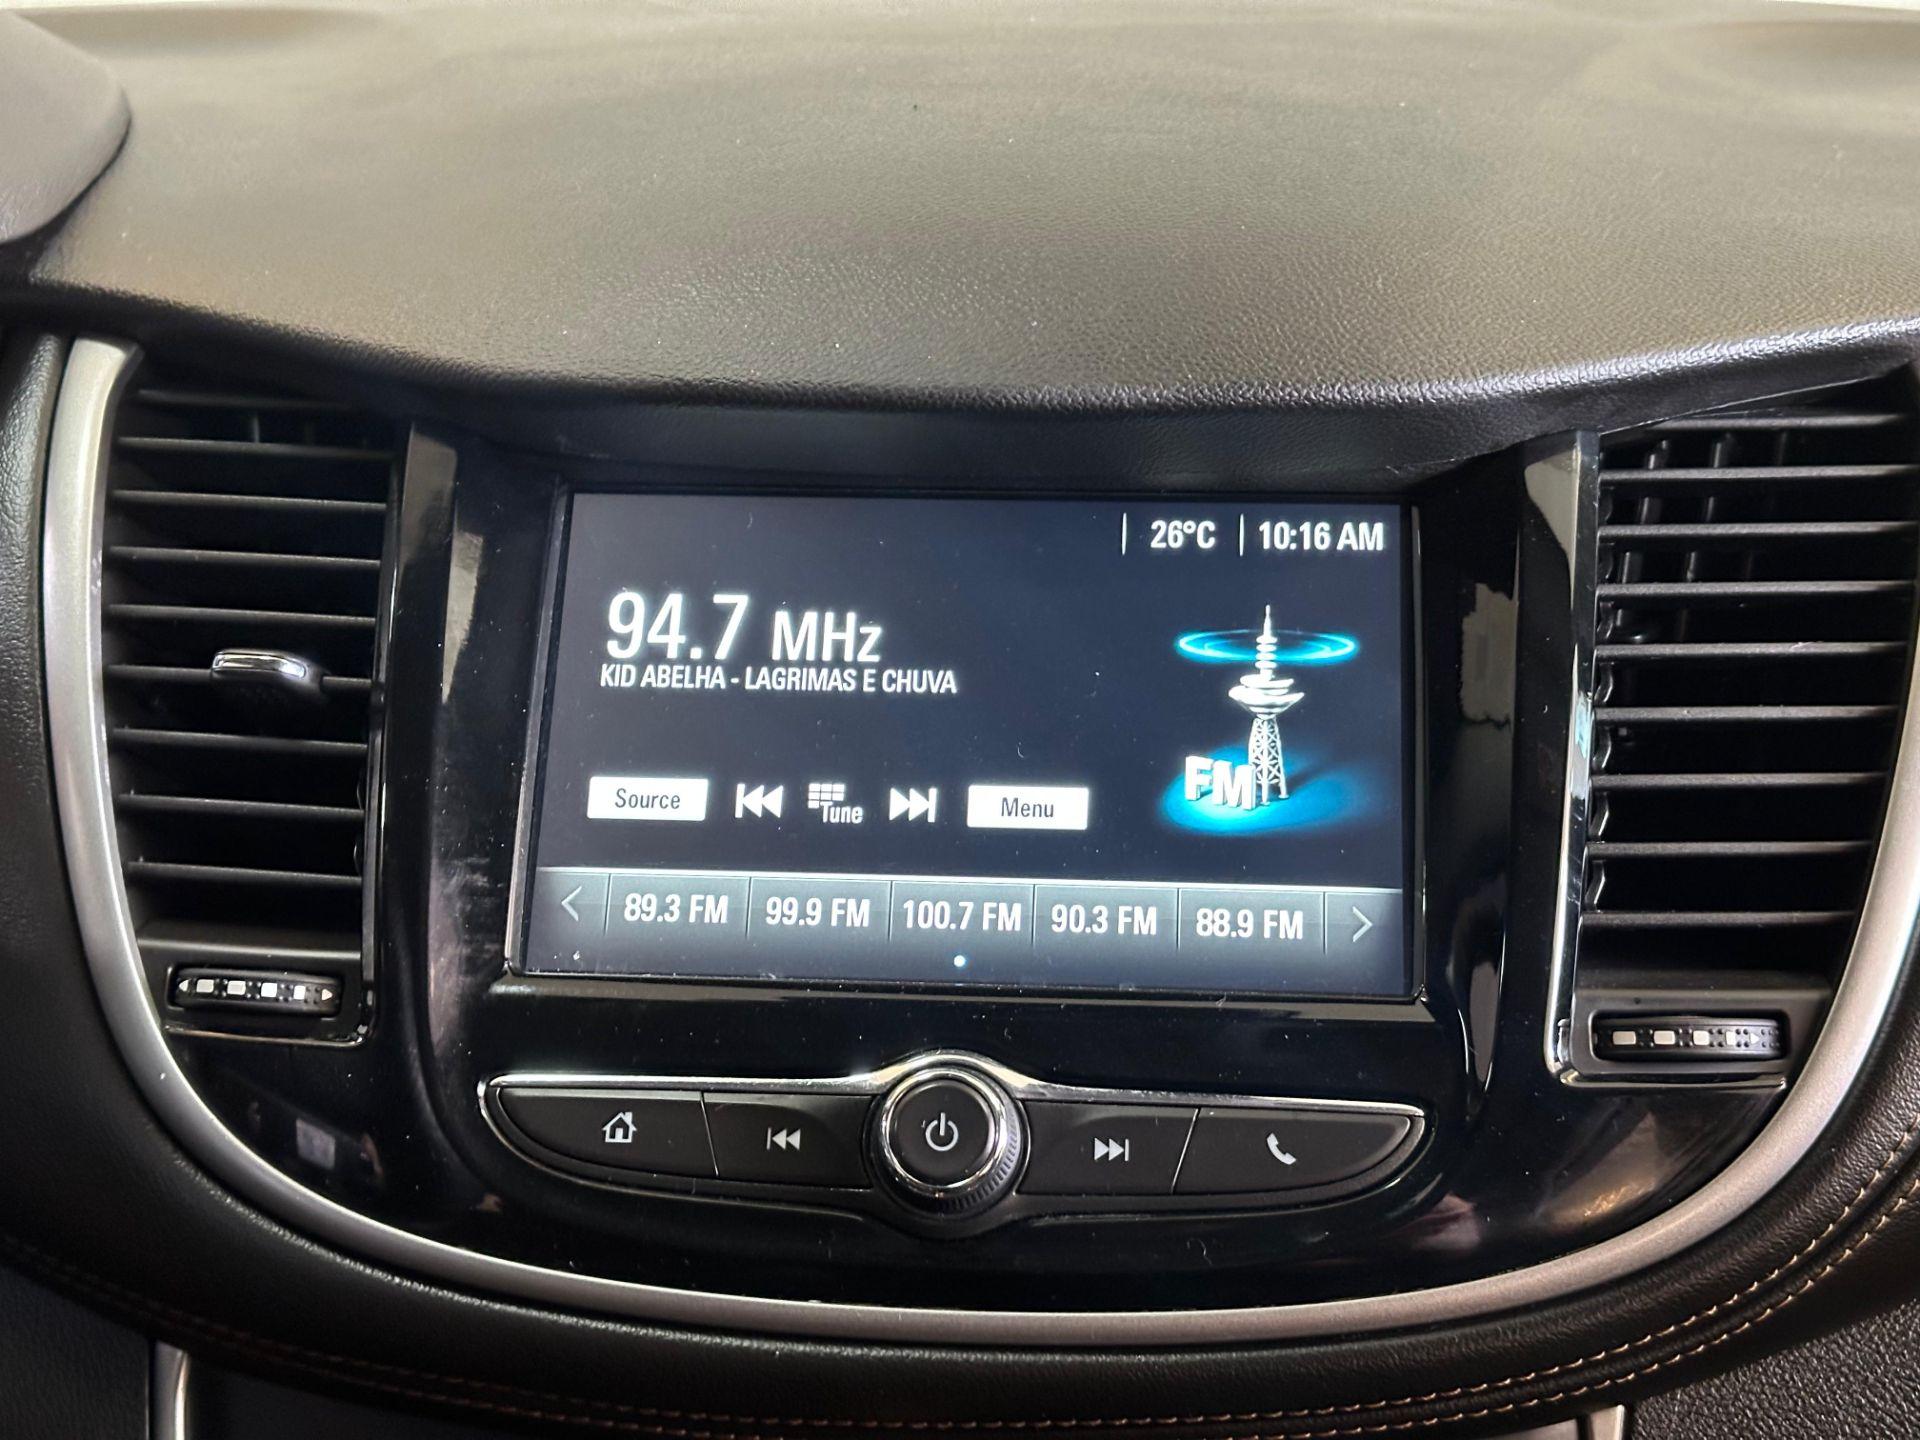 26°C 10:16 AM
94.7 MHz
KID ABELHA - LAGRIMAS E CHUVA
Source Tune Menu
FM
89.3 FM 99.9 FM 100.7 FM 90.3 FM 88.9 FM